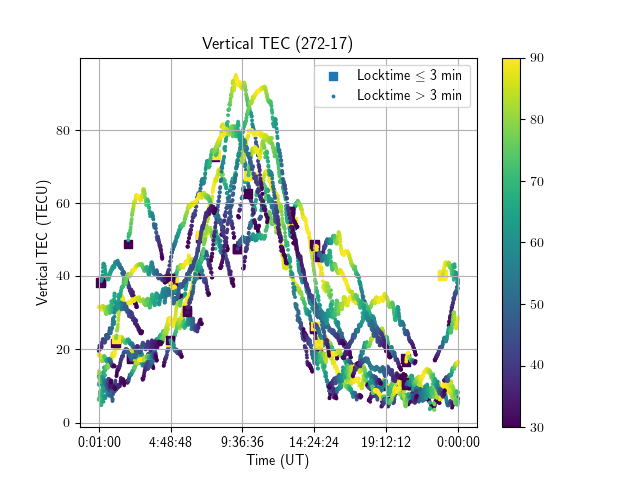 Vertical TEC (272-17)
Locktime ≤ 3 min
Locktime > 3 min
Vertical TEC (TECU)
80
60
40
20
0
0:01:00 4:48:48 9:36:36 14:24:24 19:12:12 0:00:00
Time (UT)
90
80
70
60
50
40
30